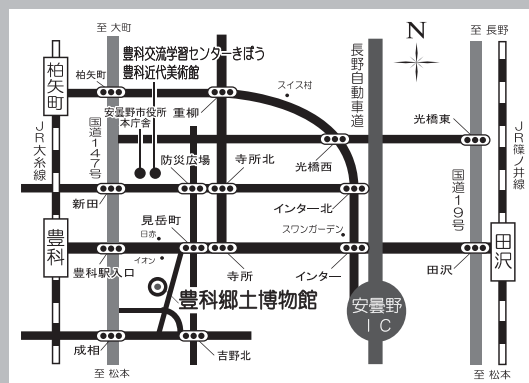 至 大町
N
至 長野
豊科交流学習センターきぼう
豊科近代美術館
柏矢町
柏矢町
スイス村
長野自動車道
安曇野市役所
本庁舎
重柳
光橋東
JR大糸線
国道147号
防災広場
寺所北
光橋西
JR篠ノ井線
国道19号
新田
インター北
見岳町
日赤
スワンガーデン
豊科
田沢
イオン
豊科駅入口
寺所
インター
田沢
豊科郷土博物館
安曇野
IC
成相
吉野北
至 松本
至 松本